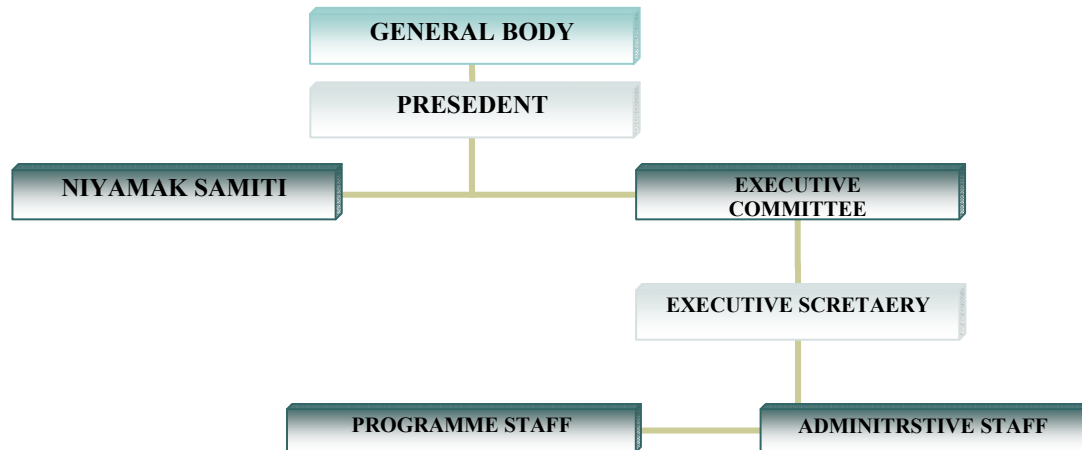 GENERAL BODY
PRESEDENT
NIYAMAK SAMITI
EXECUTIVE
COMMITTEE
EXECUTIVE SCRETAERY
PROGRAMME STAFF
ADMINITRSTIVE STAFF